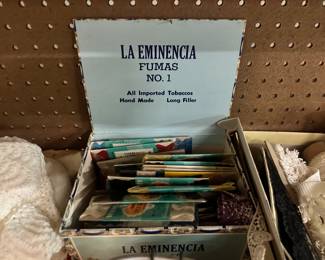 LA EMINENCIA
FUMAS
NO. 1
All Imported Tobaccos
Hand Made Long Filler
LA EMINENCIA